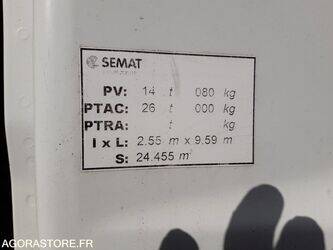 SEMAT
PV: 14 t 080 kg
PTAC: 26 t 000 kg
PTRA: t kg
l x L: 2.55 m x 9.59 m
S: 24.455 m²
AGORASTORE.FR